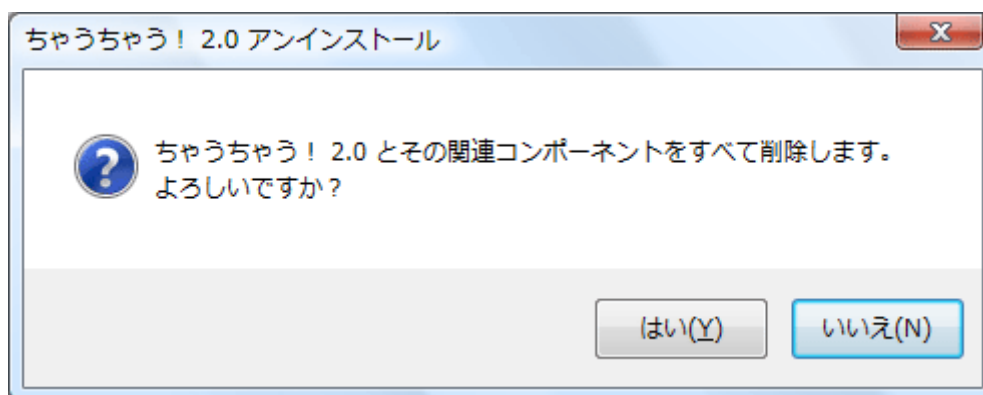 ちゃうちゃう！ 2.0 アンインストール
ちゃうちゃう！ 2.0 とその関連コンポーネントをすべて削除します。
よろしいですか？
はい(Y)
いいえ(N)